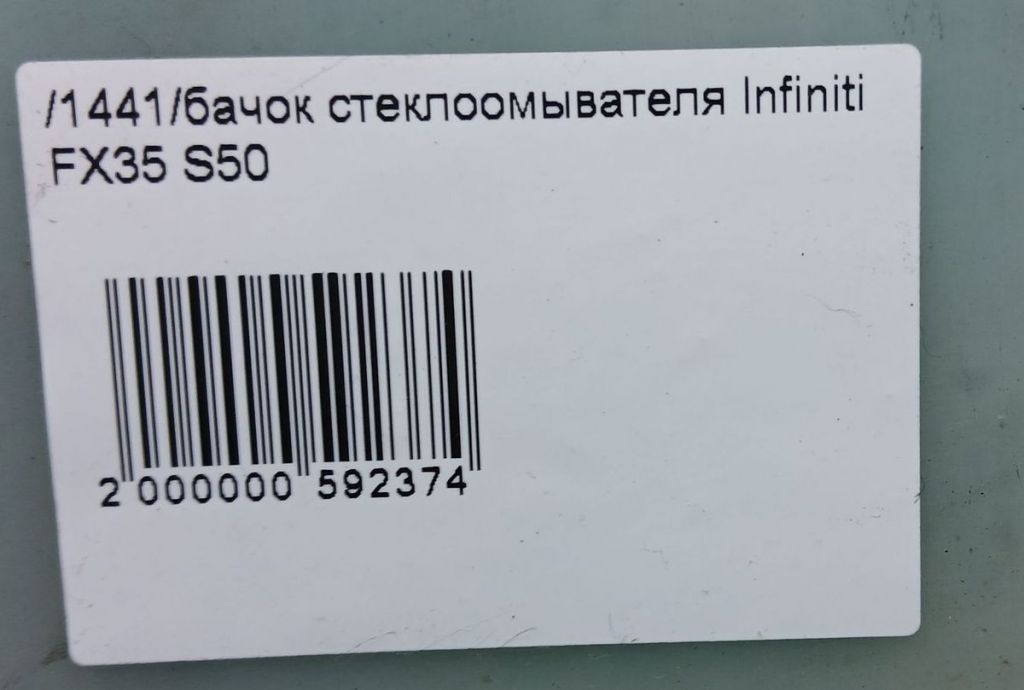 /1441/бачок стеклоомывателя Infiniti
FX35 S50
2 000000 592374